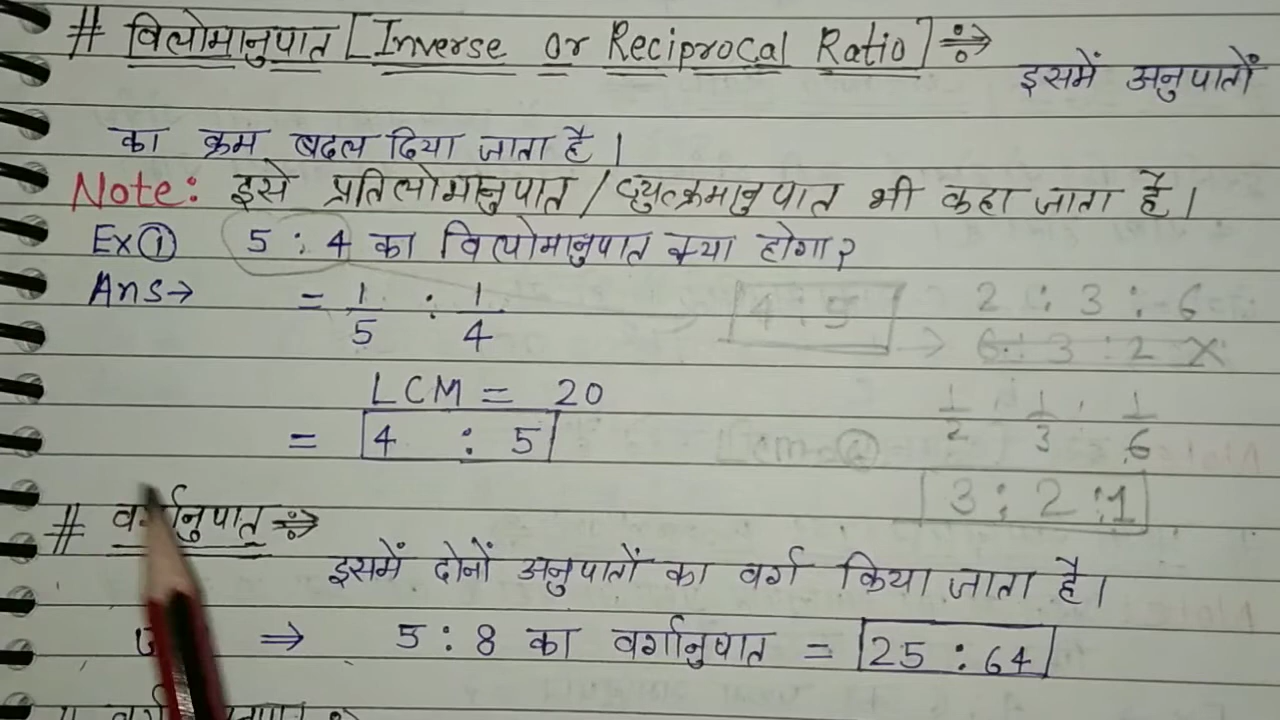 # विलोमानुपात [Inverse or Reciprocal Ratio] ÷⇒ इसमें अनुपातों
का क्रम बदल दिया जाता है।
Note: इसे प्रतिलोमानुपात / व्युत्क्रमानुपात भी कहा जाता है।
Ex① 5 : 4 का विलोमानुपात क्या होगा?
Ans→ = 1/5 : 1/4
4 : 5
2 : 3 : 6
→ 6 : 3 : 2 ×
LCM = 20
1/2 : 1/3 : 1/6
= 4 : 5
LCM = 6
3 : 2 : 1
# वर्गानुपात ÷⇒
इसमें दोनों अनुपातों का वर्ग किया जाता है।
⇒ 5 : 8 का वर्गानुपात = 25 : 64